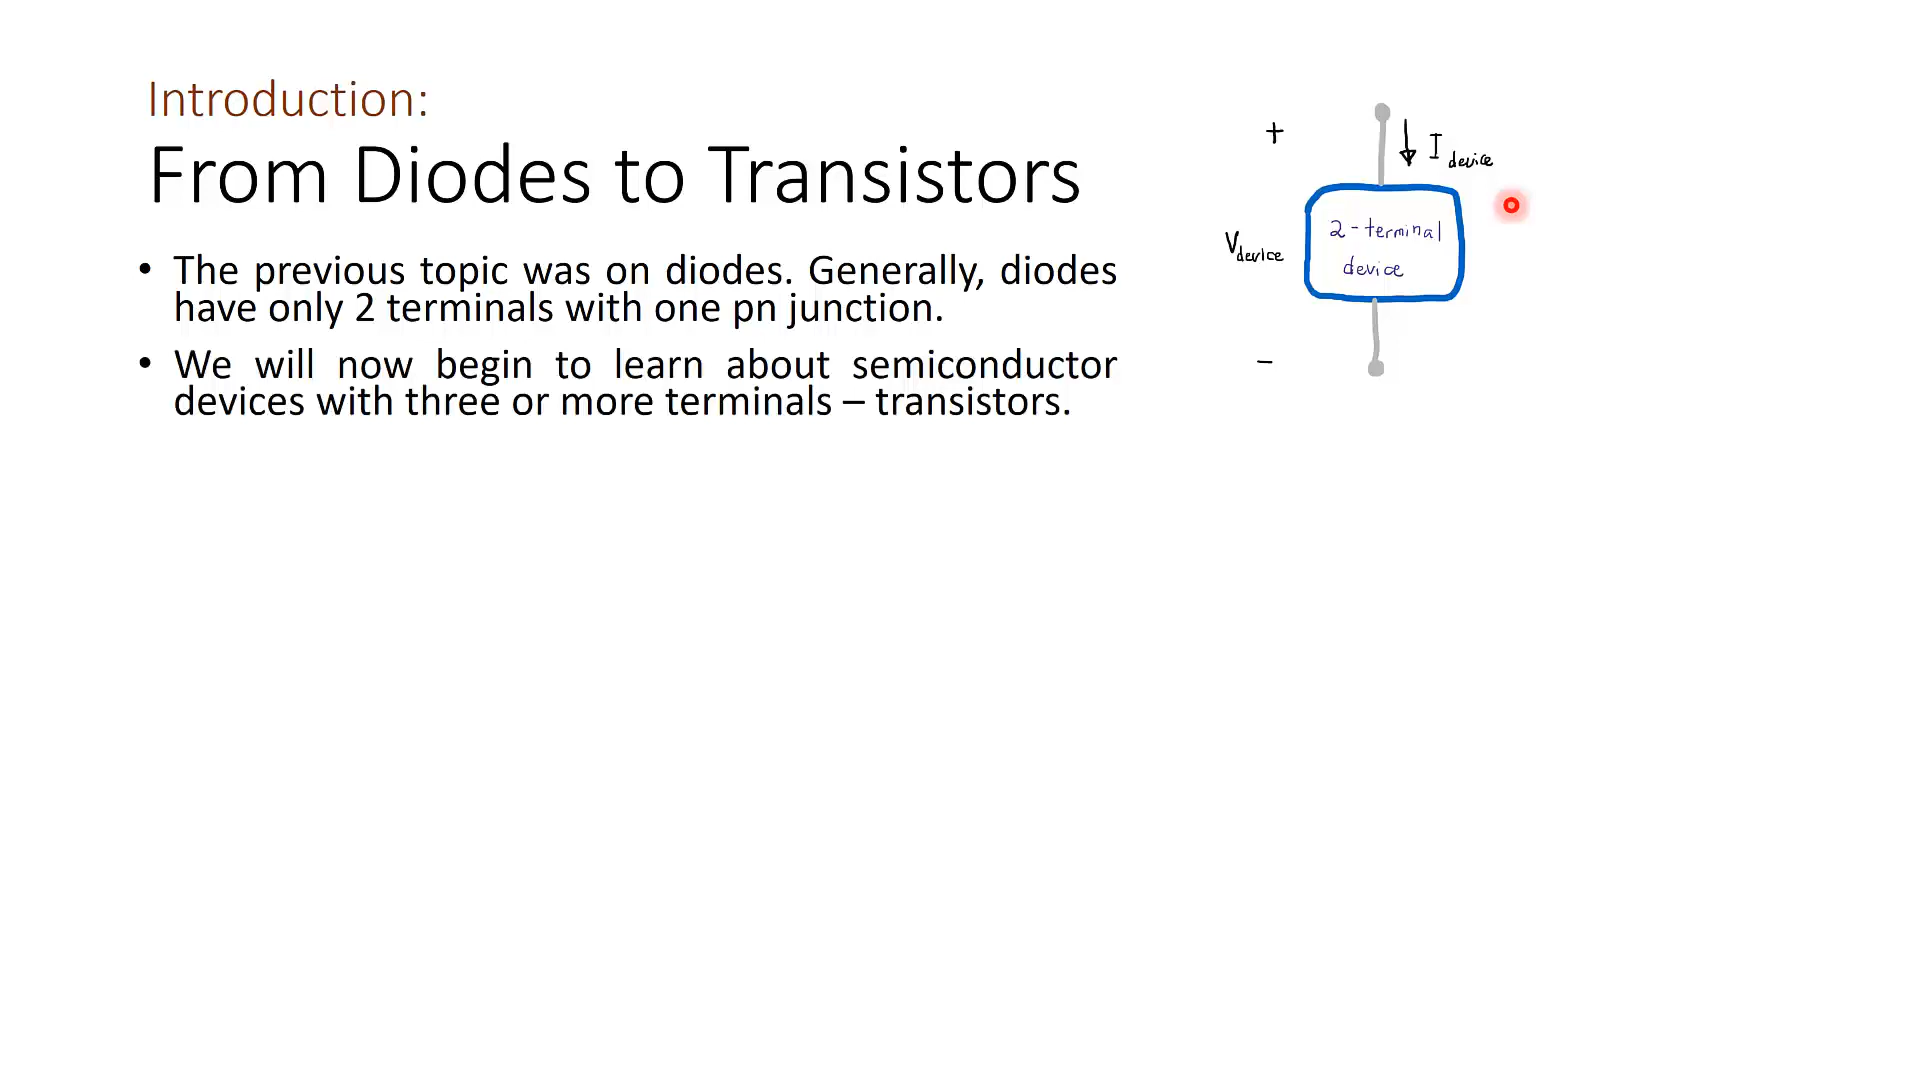 Introduction:
From Diodes to Transistors
• The previous topic was on diodes. Generally, diodes
have only 2 terminals with one pn junction.
• We will now begin to learn about semiconductor
devices with three or more terminals – transistors.
+
I device
2-terminal
device
Vdevice
–